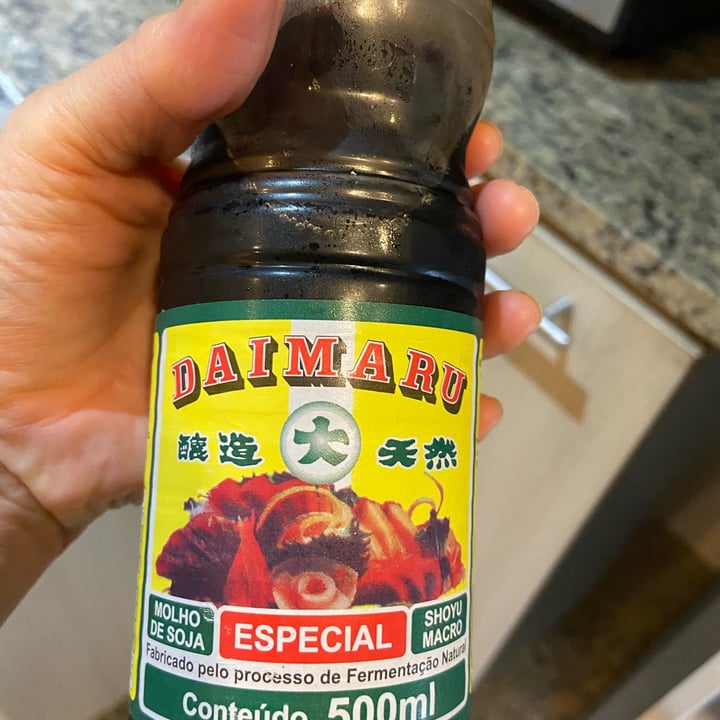 DAIMARU
醸造 大 天然
MOLHO
DE SOJA
ESPECIAL
SHOYU
MACRO
Fabricado pelo processo de Fermentação Natural
Conteúdo 500ml